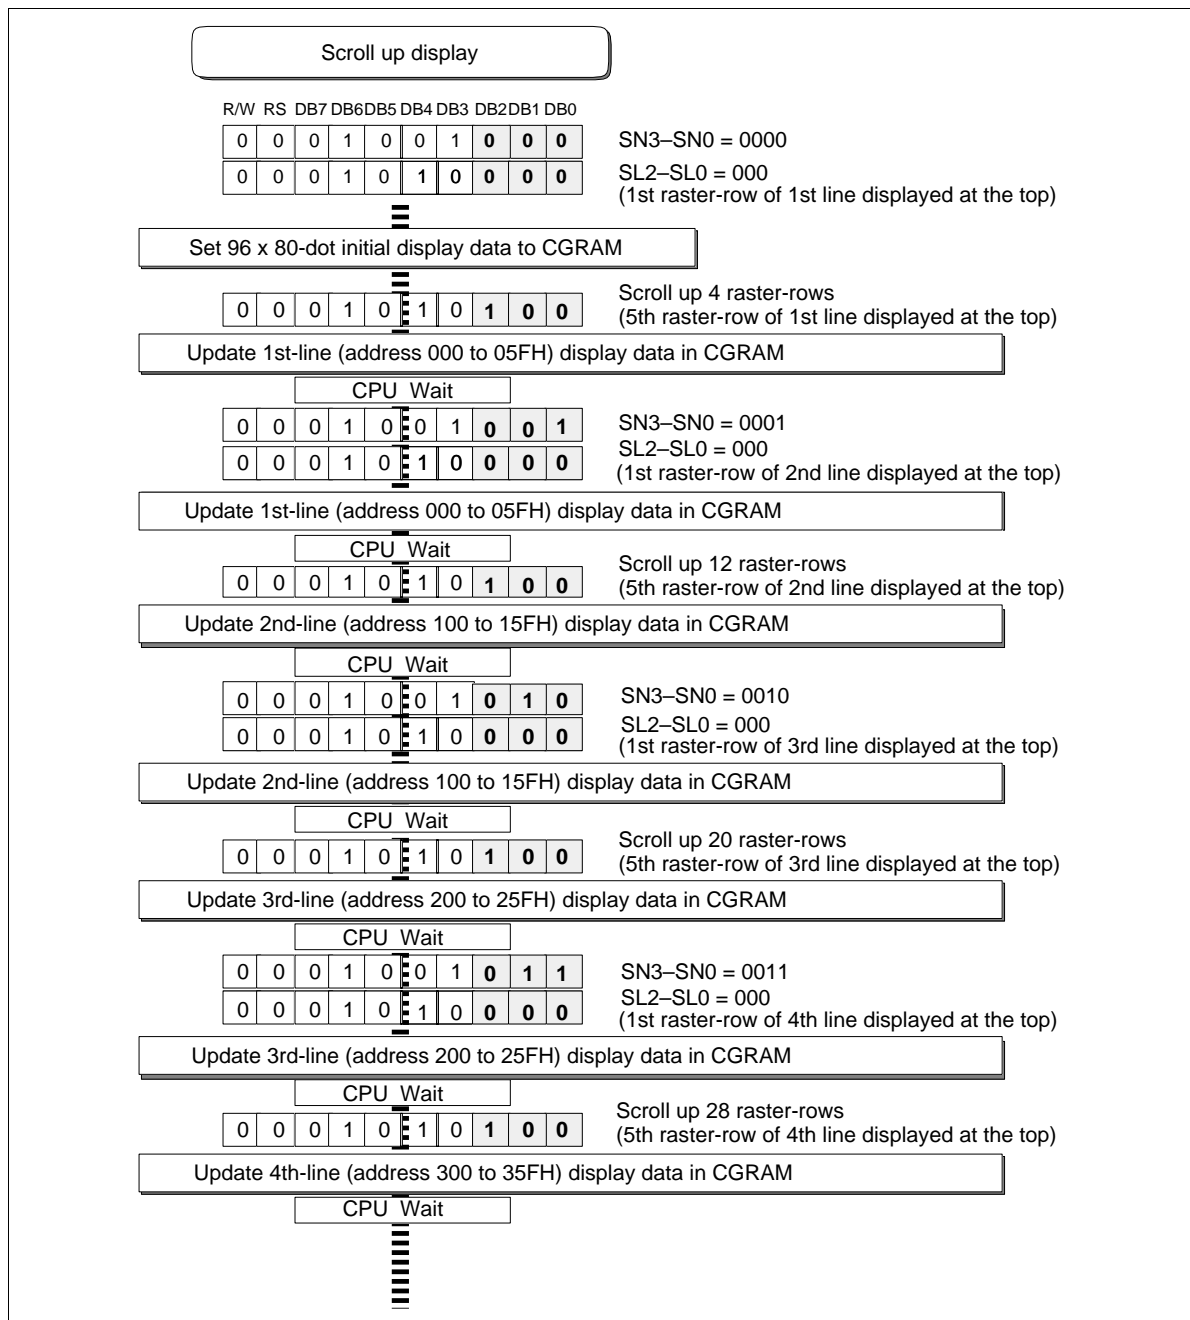 Scroll up display
R/W RS DB7 DB6 DB5 DB4 DB3 DB2 DB1 DB0
0 0 0 1 0 0 1 0 0 0 SN3–SN0 = 0000
0 0 0 1 0 1 0 0 0 0 SL2–SL0 = 000
(1st raster-row of 1st line displayed at the top)
Set 96 x 80-dot initial display data to CGRAM
Scroll up 4 raster-rows
0 0 0 1 0 1 0 1 0 0 (5th raster-row of 1st line displayed at the top)
Update 1st-line (address 000 to 05FH) display data in CGRAM
CPU Wait
0 0 0 1 0 0 1 0 0 1 SN3–SN0 = 0001
SL2–SL0 = 000
0 0 0 1 0 1 0 0 0 0 (1st raster-row of 2nd line displayed at the top)
Update 1st-line (address 000 to 05FH) display data in CGRAM
CPU Wait
Scroll up 12 raster-rows
0 0 0 1 0 1 0 1 0 0 (5th raster-row of 2nd line displayed at the top)
Update 2nd-line (address 100 to 15FH) display data in CGRAM
CPU Wait
0 0 0 1 0 0 1 0 1 0 SN3–SN0 = 0010
SL2–SL0 = 000
0 0 0 1 0 1 0 0 0 0 (1st raster-row of 3rd line displayed at the top)
Update 2nd-line (address 100 to 15FH) display data in CGRAM
CPU Wait
Scroll up 20 raster-rows
0 0 0 1 0 1 0 1 0 0 (5th raster-row of 3rd line displayed at the top)
Update 3rd-line (address 200 to 25FH) display data in CGRAM
CPU Wait
0 0 0 1 0 0 1 0 1 1 SN3–SN0 = 0011
SL2–SL0 = 000
0 0 0 1 0 1 0 0 0 0 (1st raster-row of 4th line displayed at the top)
Update 3rd-line (address 200 to 25FH) display data in CGRAM
CPU Wait
Scroll up 28 raster-rows
0 0 0 1 0 1 0 1 0 0 (5th raster-row of 4th line displayed at the top)
Update 4th-line (address 300 to 35FH) display data in CGRAM
CPU Wait